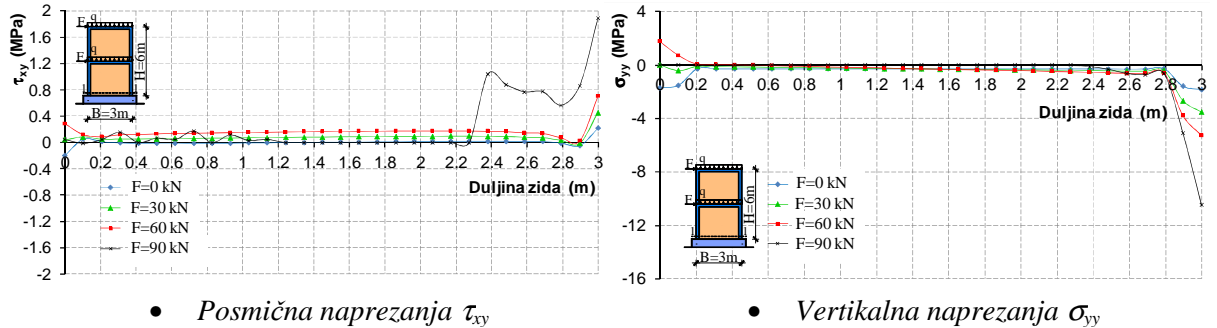 τxy (MPa)
2
1.6
1.2
0.8
0.4
0
-0.4
-0.8
-1.2
-1.6
-2
0 0.2 0.4 0.6 0.8 1 1.2 1.4 1.6 1.8 2 2.2 2.4 2.6 2.8 3
Duljina zida (m)
q
F
q
F
H=6m
B=3m
F=0 kN
F=30 kN
F=60 kN
F=90 kN
• Posmična naprezanja τxy
σyy (MPa)
4
0
-4
-8
-12
-16
0 0.2 0.4 0.6 0.8 1 1.2 1.4 1.6 1.8 2 2.2 2.4 2.6 2.8 3
Duljina zida (m)
q
F
q
F
H=6m
B=3m
F=0 kN
F=30 kN
F=60 kN
F=90 kN
• Vertikalna naprezanja σyy